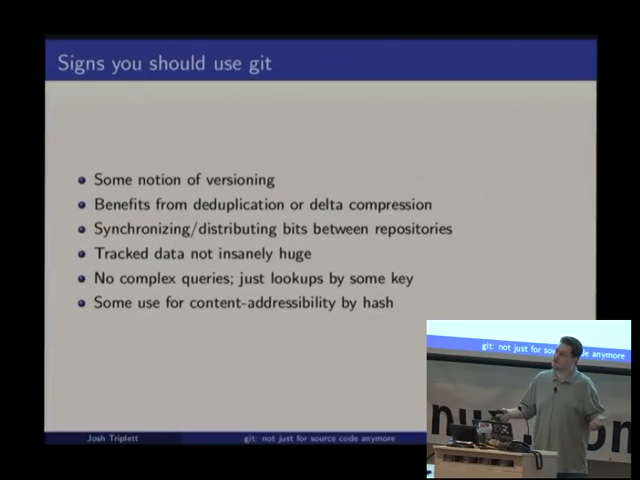 Signs you should use git
Some notion of versioning
Benefits from deduplication or delta compression
Synchronizing/distributing bits between repositories
Tracked data not insanely huge
No complex queries; just lookups by some key
Some use for content-addressibility by hash
git: not just for source code anymore
Josh Triplett
git: not just for source code anymore